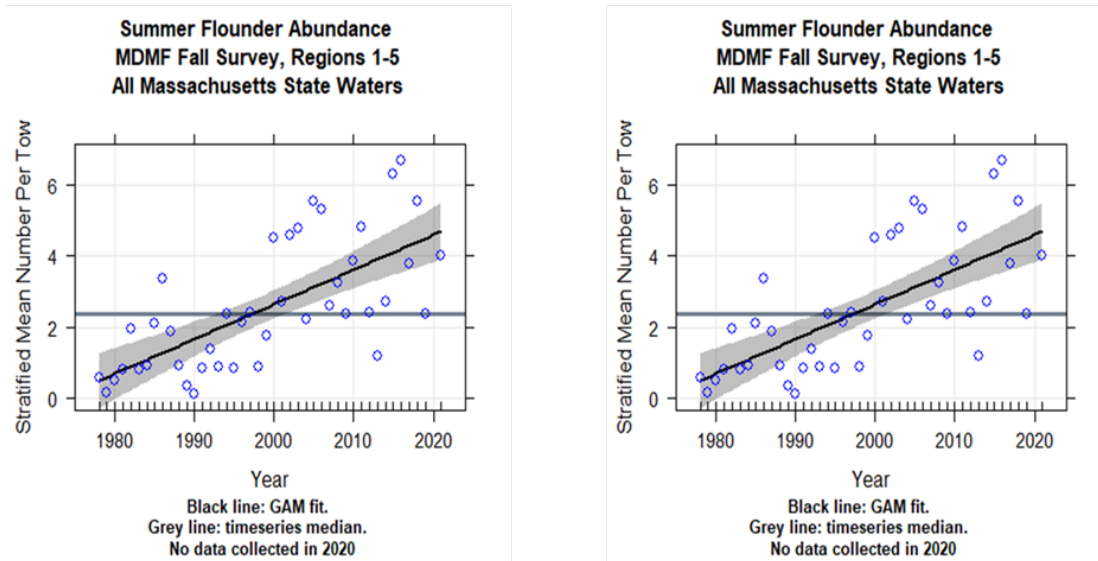 Summer Flounder Abundance
MDMF Fall Survey, Regions 1-5
All Massachusetts State Waters
Stratified Mean Number Per Tow
6
4
2
0
1980 1990 2000 2010 2020
Year
Black line: GAM fit.
Grey line: timeseries median.
No data collected in 2020
Summer Flounder Abundance
MDMF Fall Survey, Regions 1-5
All Massachusetts State Waters
Stratified Mean Number Per Tow
6
4
2
0
1980 1990 2000 2010 2020
Year
Black line: GAM fit.
Grey line: timeseries median.
No data collected in 2020